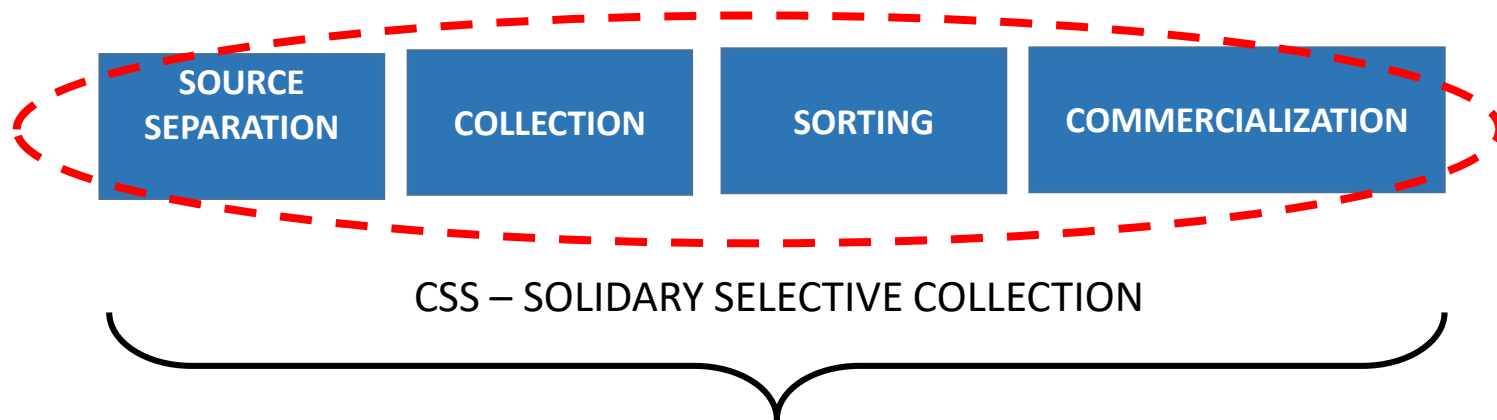 SOURCE
SEPARATION
COLLECTION
SORTING
COMMERCIALIZATION
CSS – SOLIDARY SELECTIVE COLLECTION